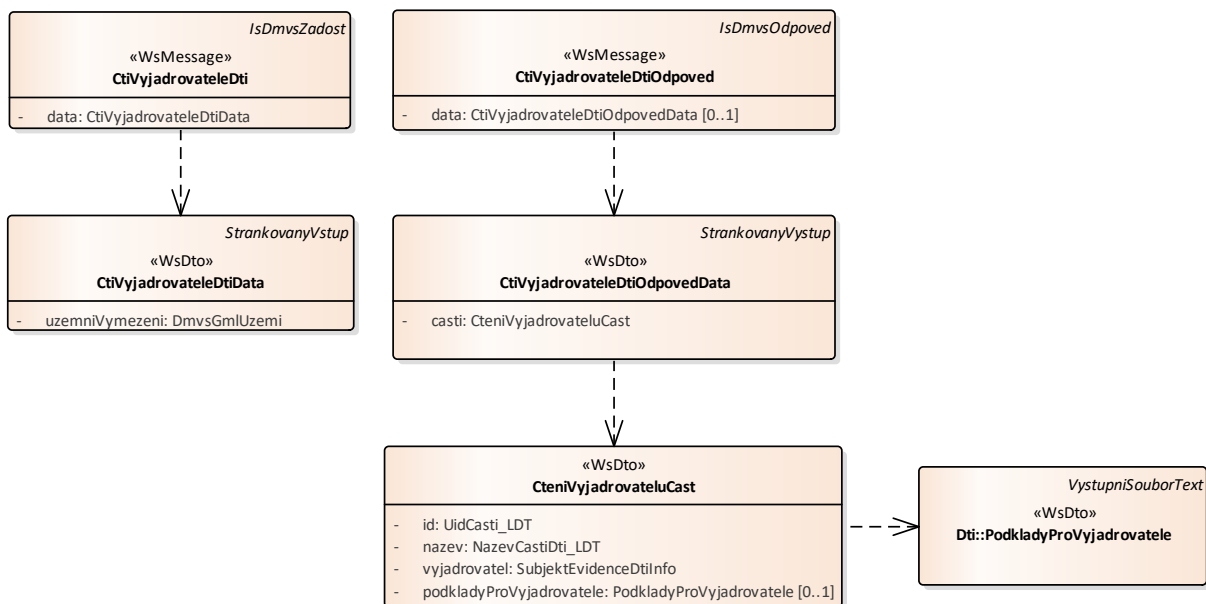 IsDmvsZadost
«WsMessage»
CtiVyjadrovateleDti
- data: CtiVyjadrovateleDtiData
IsDmvsOdpoved
«WsMessage»
CtiVyjadrovateleDtiOdpoved
- data: CtiVyjadrovateleDtiOdpovedData [0..1]
StrankovanyVstup
«WsDto»
CtiVyjadrovateleDtiData
- uzemniVymezeni: DmvsGmlUzemi
StrankovanyVystup
«WsDto»
CtiVyjadrovateleDtiOdpovedData
- casti: CteniVyjadrovateluCast
«WsDto»
CteniVyjadrovateluCast
- id: UidCasti_LDT
- nazev: NazevCastiDti_LDT
- vyjadrovatel: SubjektEvidenceDtiInfo
- podkladyProVyjadrovatele: PodkladyProVyjadrovatele [0..1]
VystupniSouborText
«WsDto»
Dti::PodkladyProVyjadrovatele